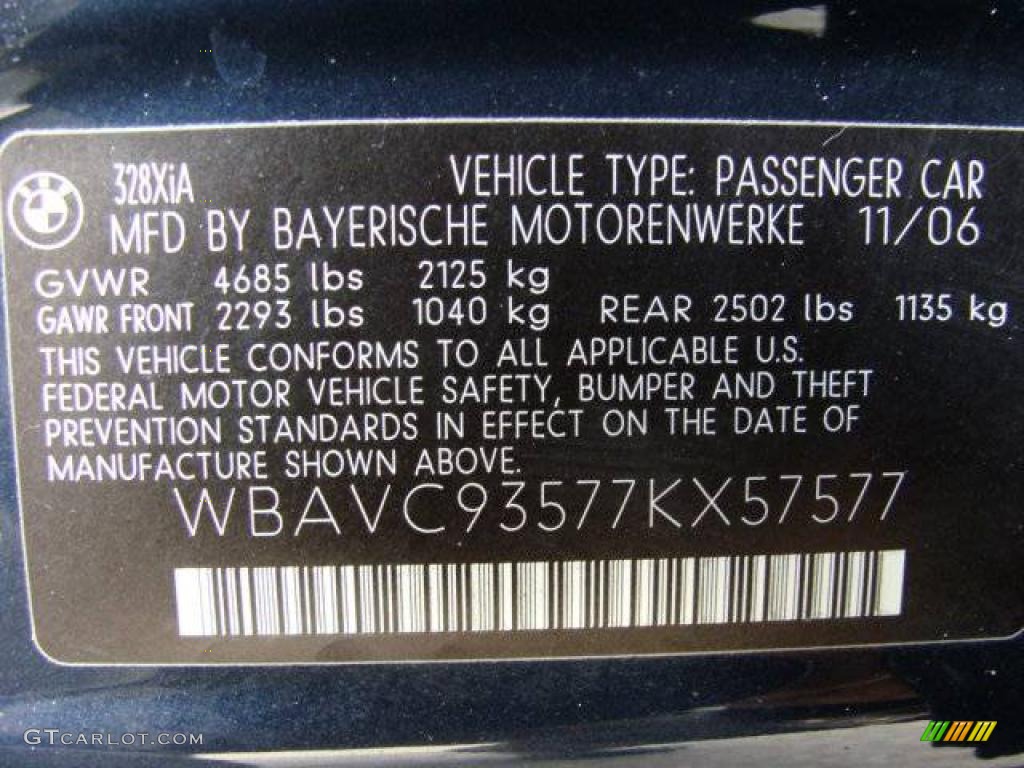 328XiA VEHICLE TYPE: PASSENGER CAR
MFD BY BAYERISCHE MOTORENWERKE 11/06
GVWR 4685 lbs 2125 kg
GAWR FRONT 2293 lbs 1040 kg REAR 2502 lbs 1135 kg
THIS VEHICLE CONFORMS TO ALL APPLICABLE U.S.
FEDERAL MOTOR VEHICLE SAFETY, BUMPER AND THEFT
PREVENTION STANDARDS IN EFFECT ON THE DATE OF
MANUFACTURE SHOWN ABOVE.
WBAVC93577KX57577
GTCARLOT.COM